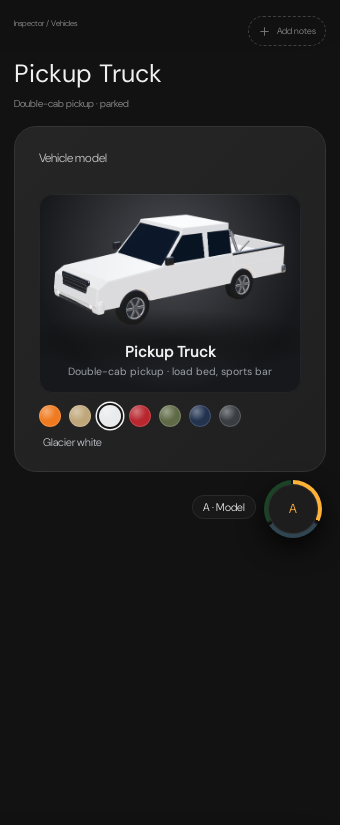 Inspector / Vehicles
Add notes
Pickup Truck
Double-cab pickup · parked
Vehicle model
Pickup Truck
Double-cab pickup · load bed, sports bar
Glacier white
A · Model
A